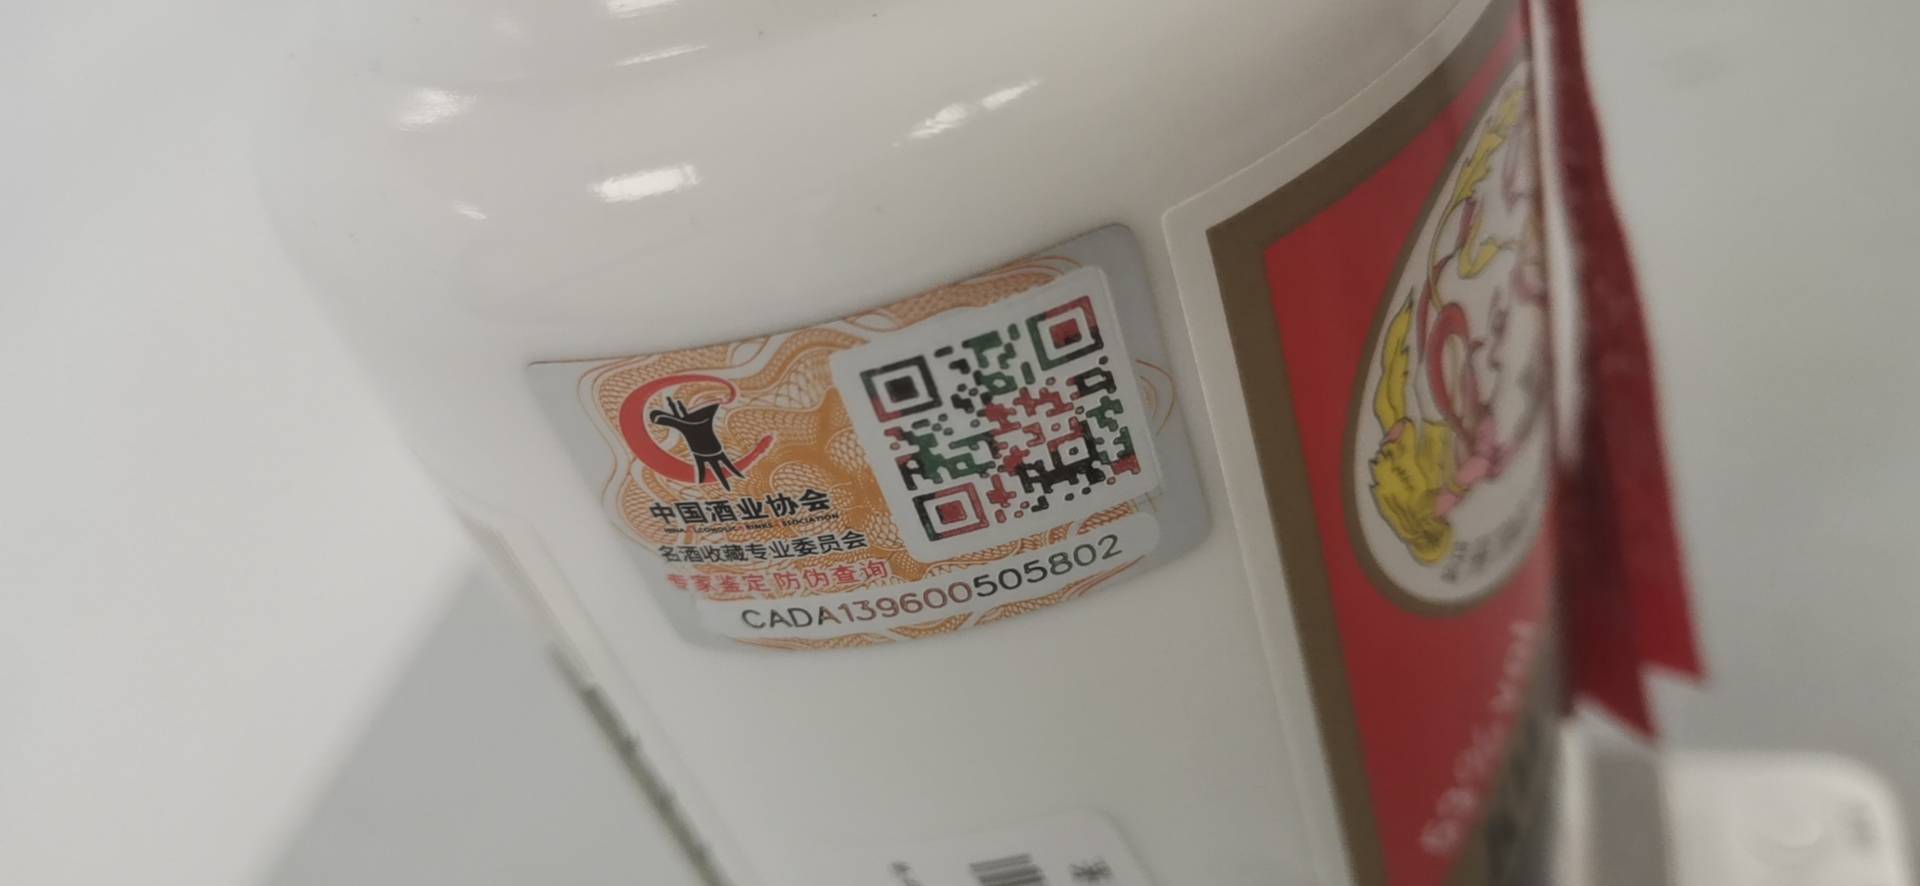 中国酒业协会
名酒收藏专业委员会
专家鉴定 防伪查询
CADA139600505802